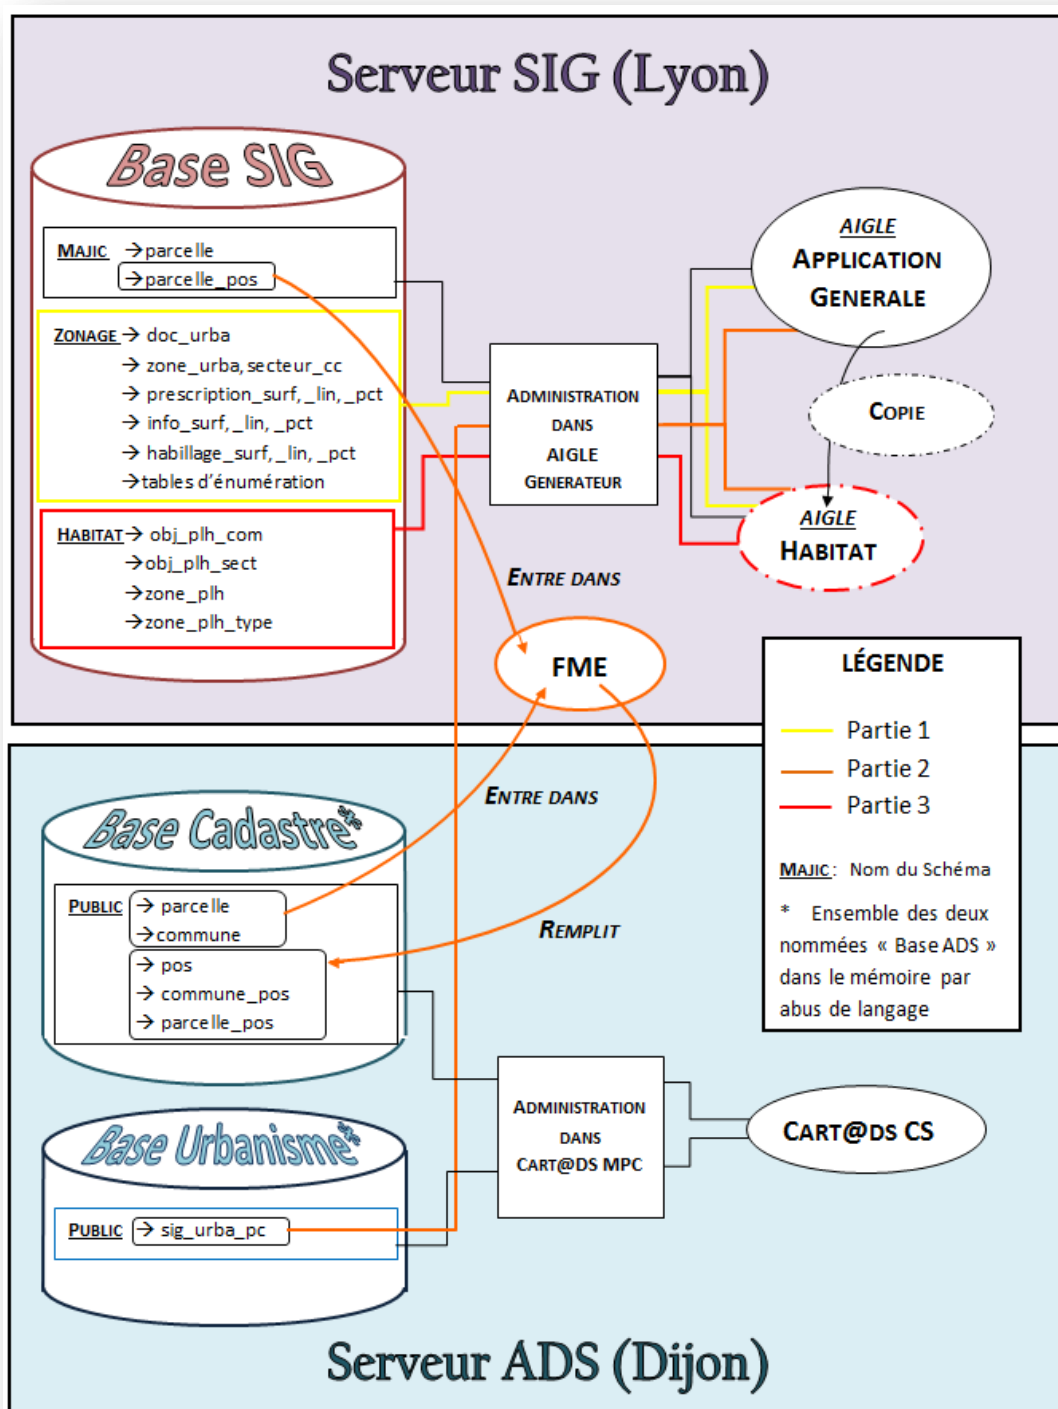 Serveur SIG (Lyon)
Base SIG
MAJIC → parcelle
→ parcelle_pos
ZONAGE → doc_urba
→ zone_urba, secteur_cc
→ prescription_surf, _lin, _pct
→ info_surf, _lin, _pct
→ habillage_surf, _lin, _pct
→ tables d'énumération
HABITAT → obj_plh_com
→ obj_plh_sect
→ zone_plh
→ zone_plh_type
ADMINISTRATION
DANS
AIGLE
GENERATEUR
AIGLE
APPLICATION
GENERALE
COPIE
AIGLE
HABITAT
ENTRE DANS
FME
LÉGENDE
Partie 1
Partie 2
Partie 3
MAJIC : Nom du Schéma
* Ensemble des deux
nommées « Base ADS »
dans le mémoire par
abus de langage
ENTRE DANS
REMPLIT
Base Cadastre*
PUBLIC → parcelle
→ commune
→ pos
→ commune_pos
→ parcelle_pos
Base Urbanisme*
PUBLIC → sig_urba_pc
ADMINISTRATION
DANS
CART@DS MPC
CART@DS CS
Serveur ADS (Dijon)